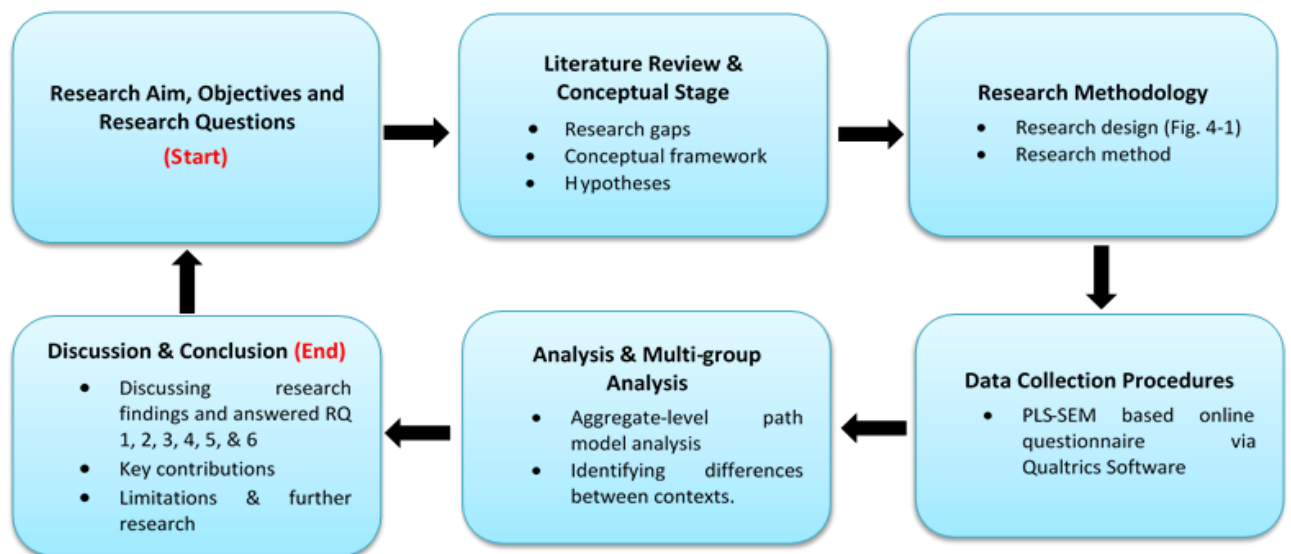 Research Aim, Objectives and
Research Questions
(Start)
Literature Review &
Conceptual Stage
• Research gaps
• Conceptual framework
• Hypotheses
Research Methodology
• Research design (Fig. 4-1)
• Research method
Data Collection Procedures
• PLS-SEM based online
questionnaire via
Qualtrics Software
Analysis & Multi-group
Analysis
• Aggregate-level path
model analysis
• Identifying differences
between contexts.
Discussion & Conclusion (End)
• Discussing research
findings and answered RQ
1, 2, 3, 4, 5, & 6
• Key contributions
• Limitations & further
research